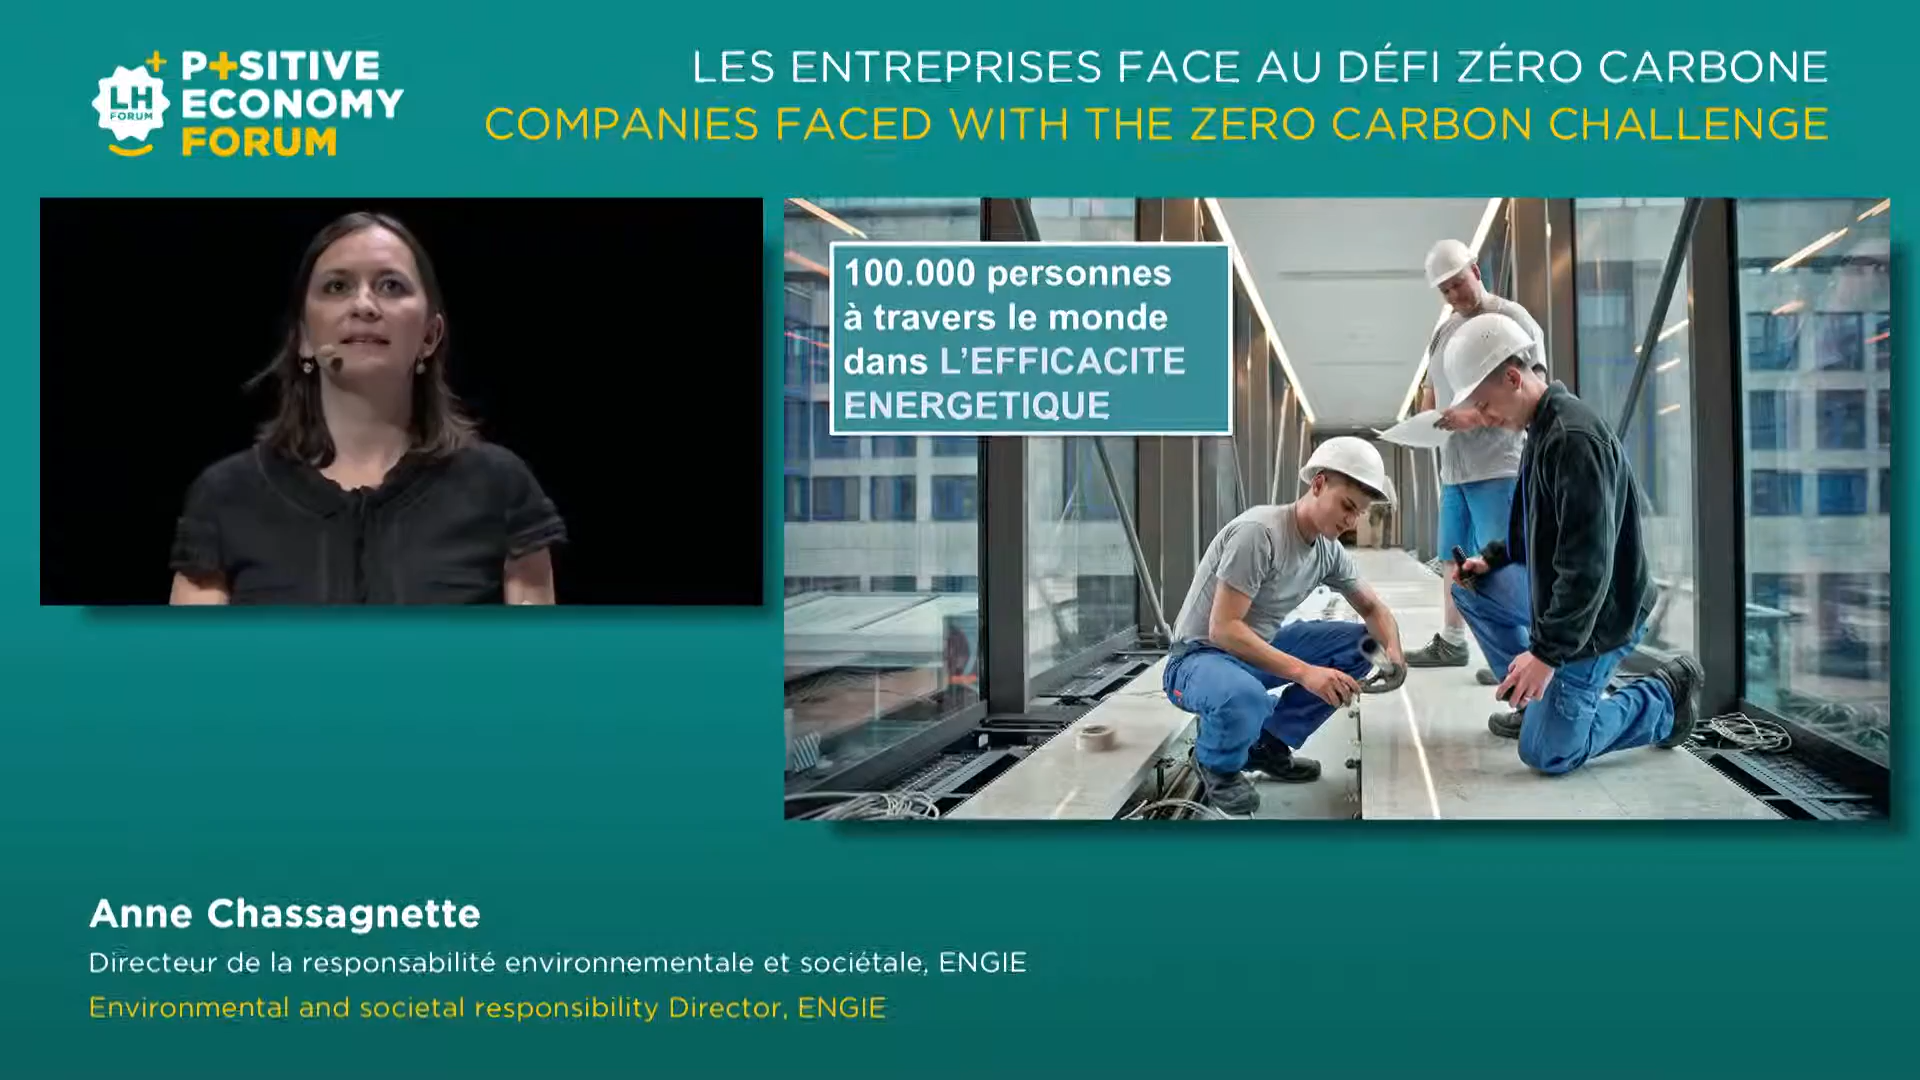 LH
FORUM
P+SITIVE
ECONOMY
FORUM
LES ENTREPRISES FACE AU DÉFI ZÉRO CARBONE
COMPANIES FACED WITH THE ZERO CARBON CHALLENGE
100.000 personnes
à travers le monde
dans L’EFFICACITE
ENERGETIQUE
Anne Chassagnette
Directeur de la responsabilité environnementale et sociétale, ENGIE
Environmental and societal responsibility Director, ENGIE